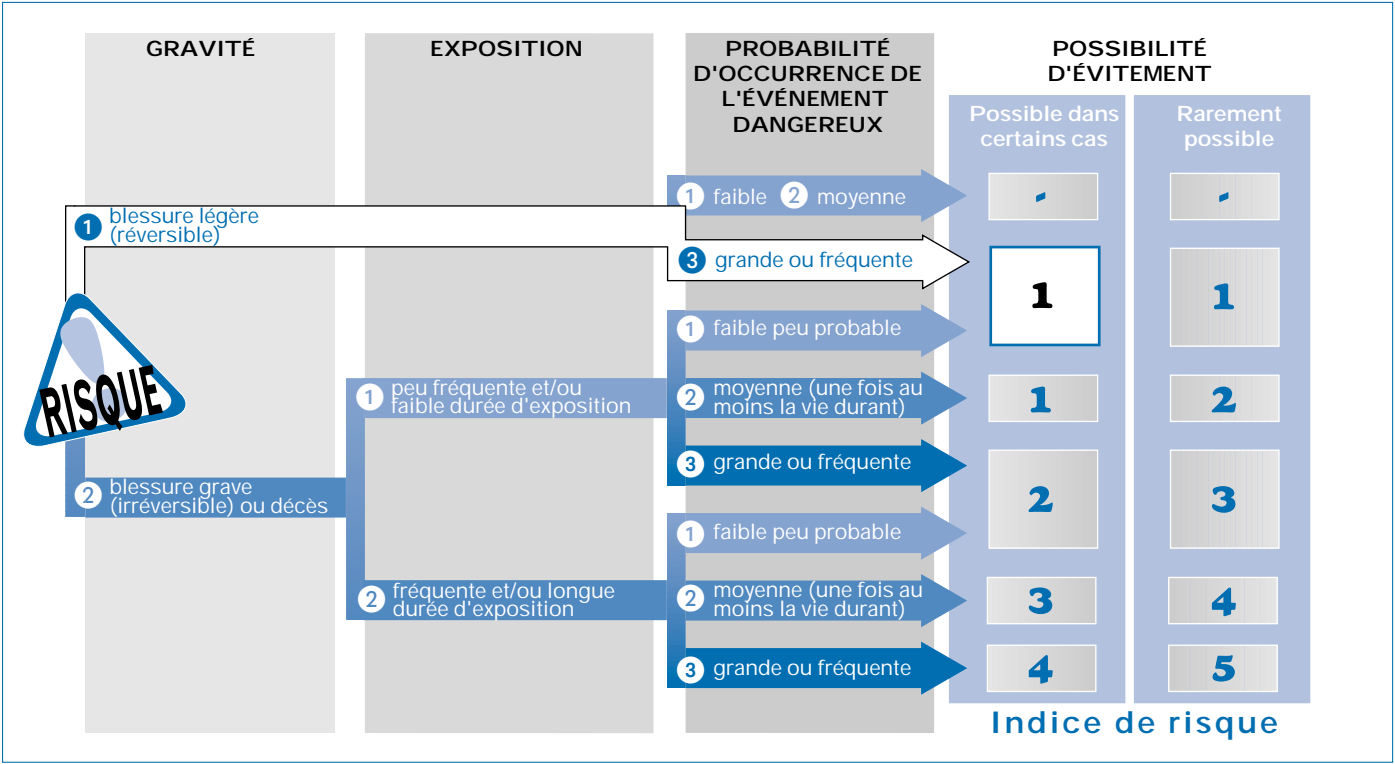 GRAVITÉ
EXPOSITION
PROBABILITÉ
D'OCCURRENCE DE
L'ÉVÉNEMENT
DANGEREUX
POSSIBILITÉ
D'ÉVITEMENT
Possible dans
certains cas
Rarement
possible
1 faible 2 moyenne
-
-
1 blessure légère
(réversible)
3 grande ou fréquente
1
1
RISQUE
1 faible peu probable
1 peu fréquente et/ou
faible durée d'exposition
2 moyenne (une fois au
moins la vie durant)
1
2
3 grande ou fréquente
2
3
2 blessure grave
(irréversible) ou décès
1 faible peu probable
2 fréquente et/ou longue
durée d'exposition
2 moyenne (une fois au
moins la vie durant)
3
4
3 grande ou fréquente
4
5
Indice de risque